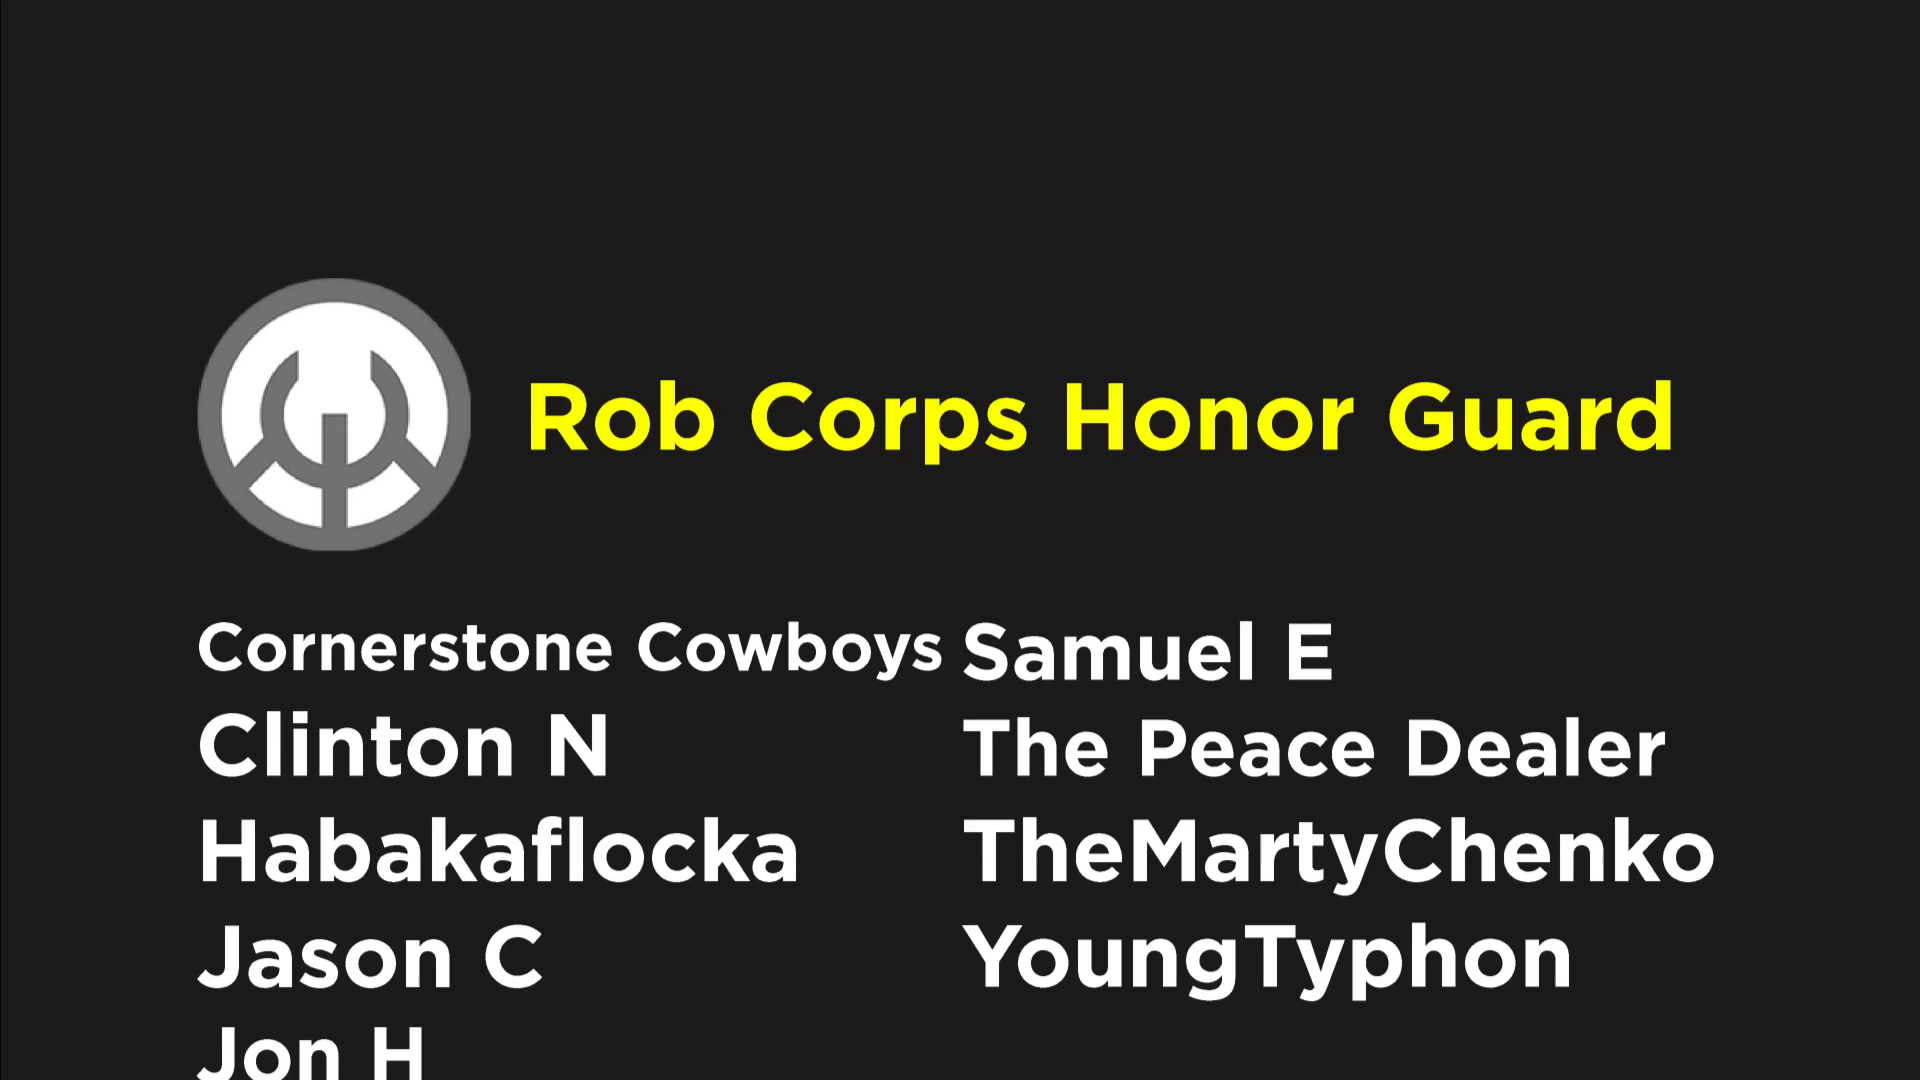 Rob Corps Honor Guard
Cornerstone Cowboys
Clinton N
Habakaflocka
Jason C
Jon H
Samuel E
The Peace Dealer
TheMartyChenko
YoungTyphon